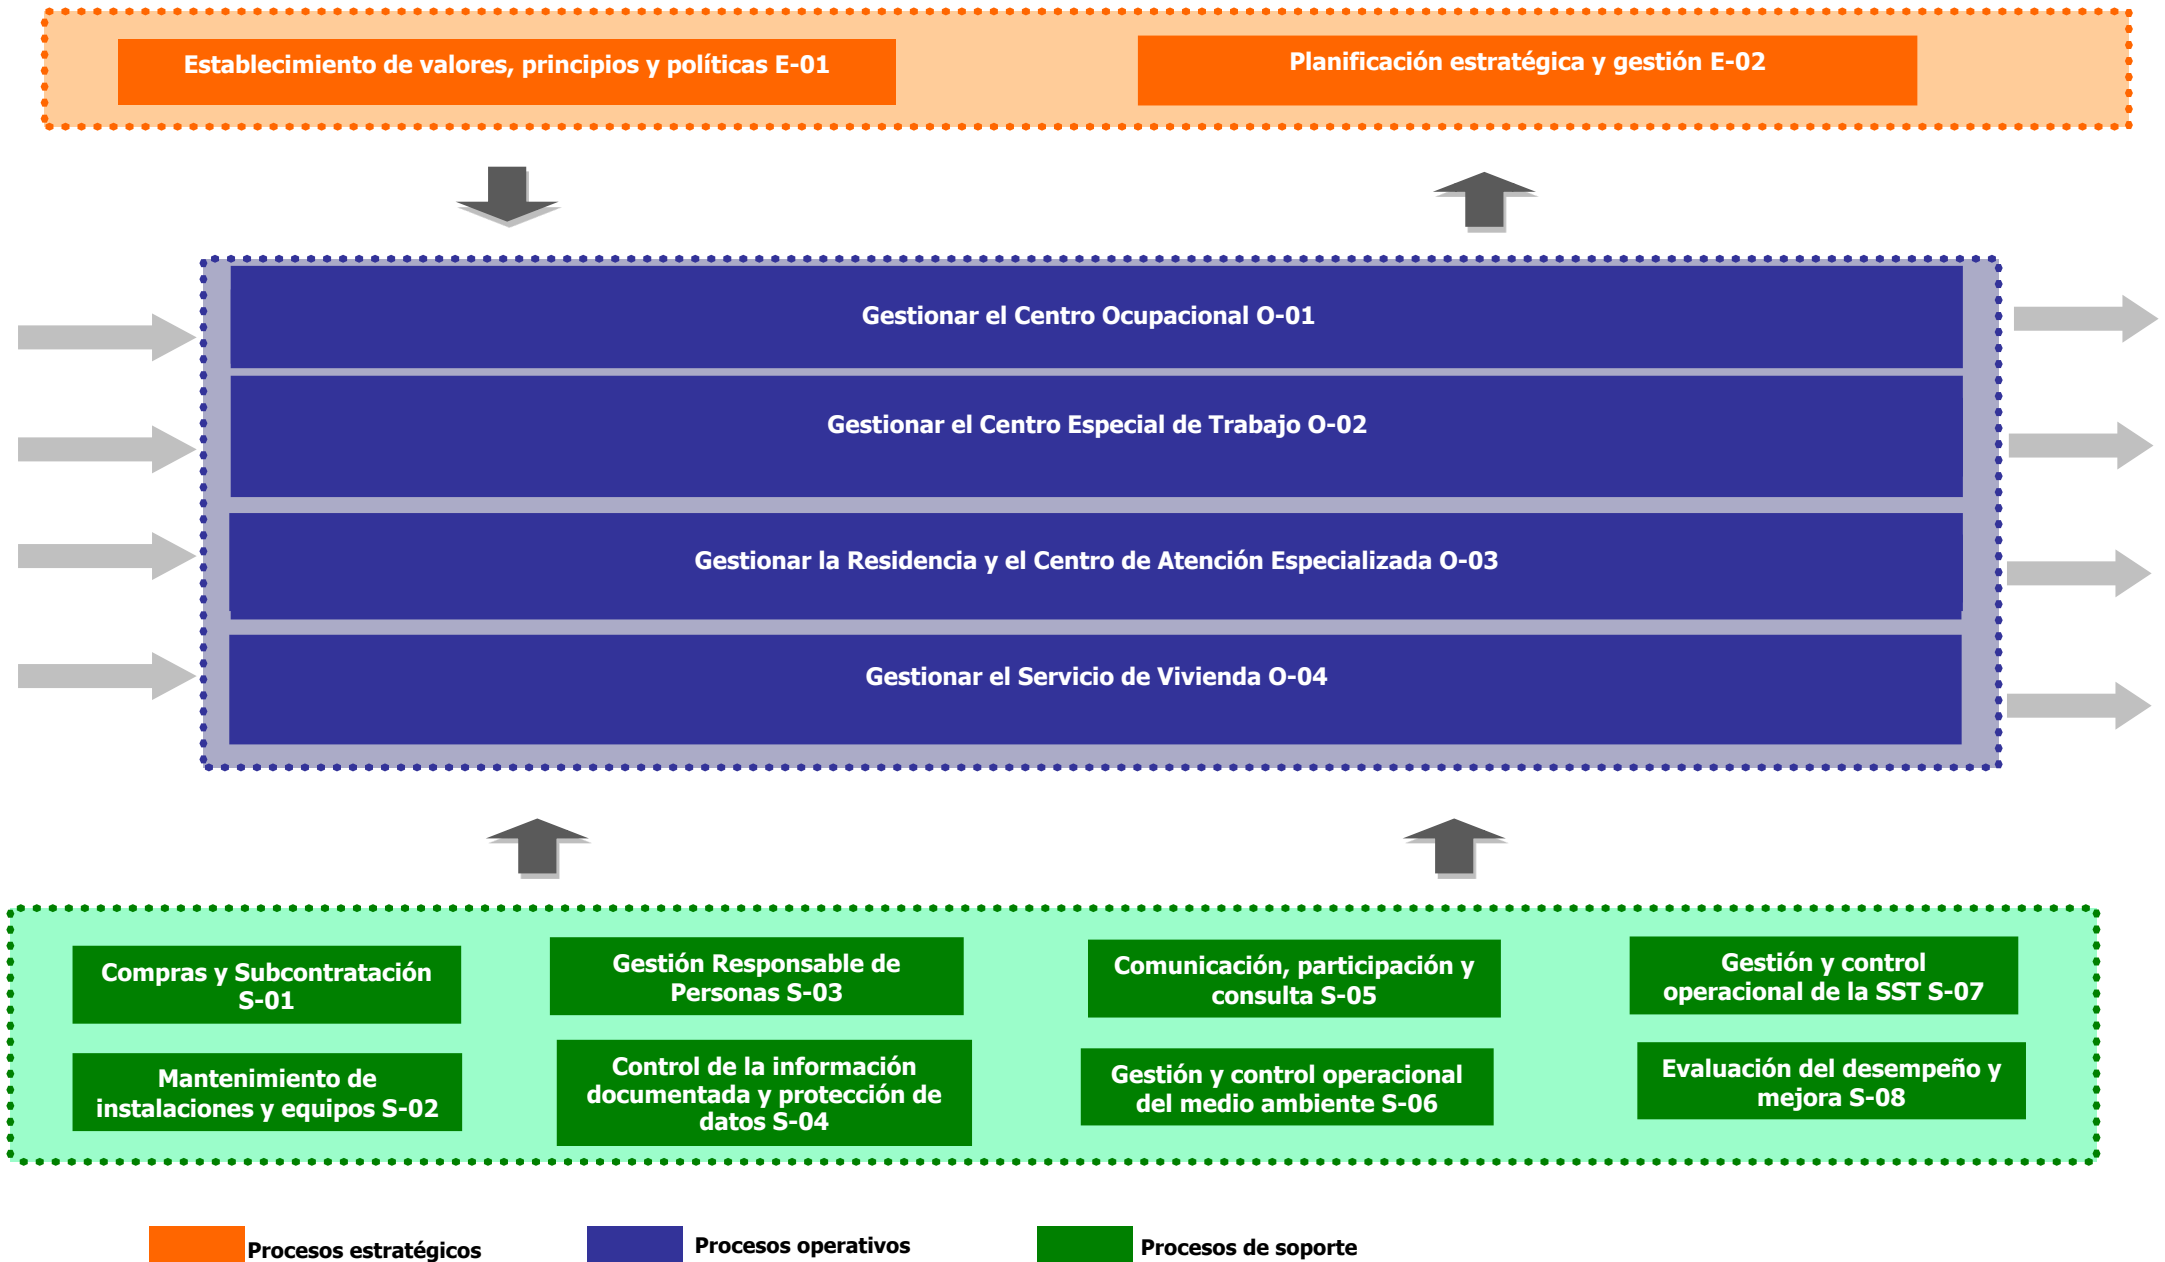 Establecimiento de valores, principios y políticas E-01
Planificación estratégica y gestión E-02
Gestionar el Centro Ocupacional O-01
Gestionar el Centro Especial de Trabajo O-02
Gestionar la Residencia y el Centro de Atención Especializada O-03
Gestionar el Servicio de Vivienda O-04
Compras y Subcontratación
S-01
Gestión Responsable de
Personas S-03
Comunicación, participación y
consulta S-05
Gestión y control
operacional de la SST S-07
Mantenimiento de
instalaciones y equipos S-02
Control de la información
documentada y protección de
datos S-04
Gestión y control operacional
del medio ambiente S-06
Evaluación del desempeño y
mejora S-08
Procesos estratégicos
Procesos operativos
Procesos de soporte